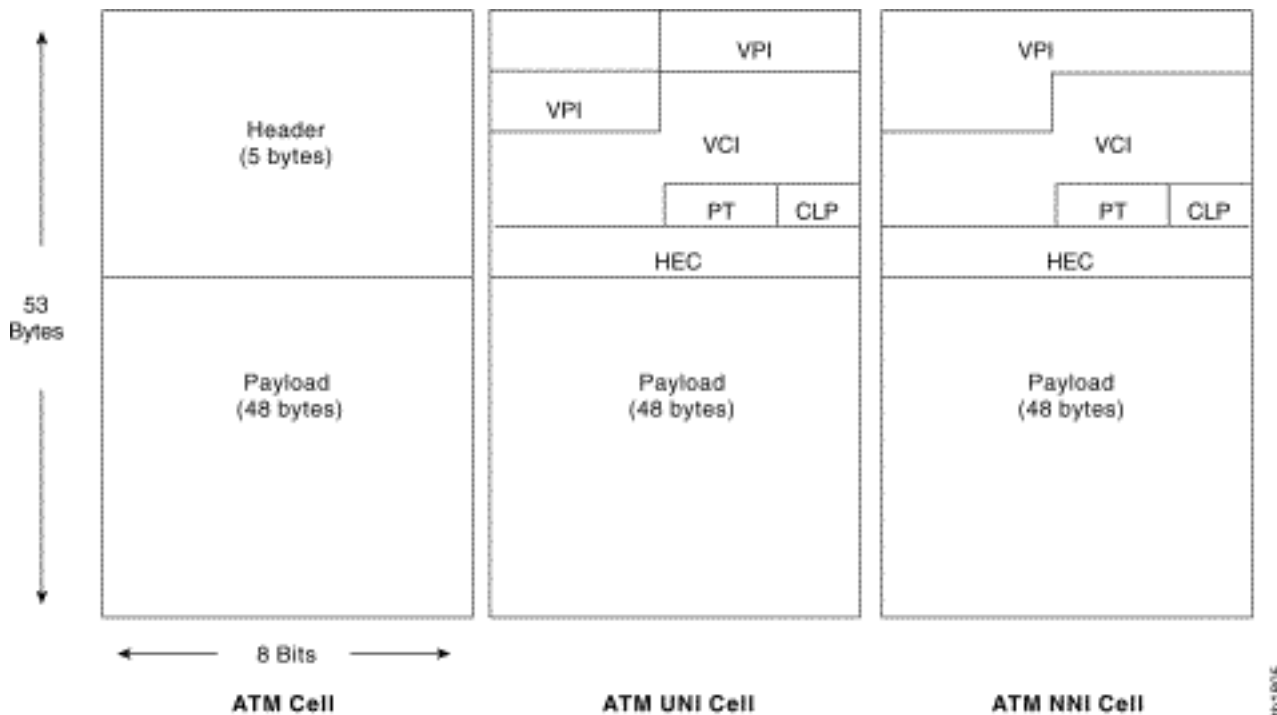 53
Bytes
Header
(5 bytes)
Payload
(48 bytes)
8 Bits
ATM Cell
VPI
VPI
VCI
PT CLP
HEC
Payload
(48 bytes)
ATM UNI Cell
VPI
VCI
PT CLP
HEC
Payload
(48 bytes)
ATM NNI Cell